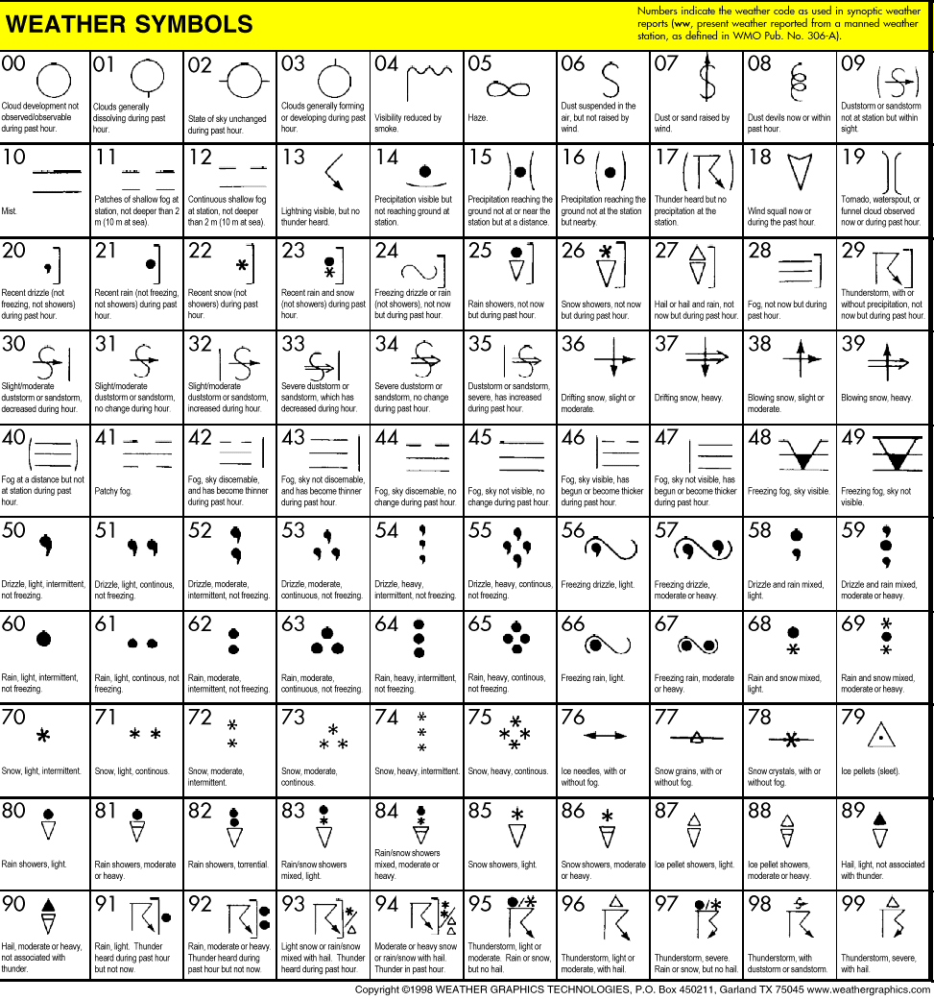 WEATHER SYMBOLS
Numbers indicate the weather code as used in synoptic weather
reports (ww, present weather reported from a manned weather
station, as defined in WMO Pub. No. 306-A).
00
Cloud development not
observed/observable
during past hour.
01
Clouds generally
dissolving during past
hour.
02
State of sky unchanged
during past hour.
03
Clouds generally forming
or developing during past
hour.
04
Visibility reduced by
smoke.
05
Haze.
06
Dust suspended in the
air, but not raised by
wind.
07
Dust or sand raised by
wind.
08
Dust devils now or within
past hour.
09
Duststorm or sandstorm
not at station but within
sight.
10
Mist.
11
Patches of shallow fog at
station, not deeper than 2
m (10 m at sea).
12
Continuous shallow fog
at station, not deeper
than 2 m (10 m at sea).
13
Lightning visible, but no
thunder heard.
14
Precipitation visible but
not reaching ground at
station.
15
Precipitation reaching the
ground not at or near the
station but at a distance.
16
Precipitation reaching the
ground not at the station
but nearby.
17
Thunder heard but no
precipitation at the
station.
18
Wind squall now or
during the past hour.
19
Tornado, waterspout, or
funnel cloud observed
now or during past hour.
20
Recent drizzle (not
freezing, not showers)
during past hour.
21
Recent rain (not freezing,
not showers) during past
hour.
22
Recent snow (not
showers) during past
hour.
23
Recent rain and snow
(not showers) during past
hour.
24
Freezing drizzle or rain
(not showers), not now
but during past hour.
25
Rain showers, not now
but during past hour.
26
Snow showers, not now
but during past hour.
27
Hail or hail and rain, not
now but during past hour.
28
Fog, not now but during
past hour.
29
Thunderstorm, with or
without precipitation, not
now but during past hour.
30
Slight/moderate
duststorm or sandstorm,
decreased during hour.
31
Slight/moderate
duststorm or sandstorm,
no change during hour.
32
Slight/moderate
duststorm or sandstorm,
increased during hour.
33
Severe duststorm or
sandstorm, which has
decreased during hour.
34
Severe duststorm or
sandstorm, no change
during past hour.
35
Duststorm or sandstorm,
severe, has increased
during past hour.
36
Drifting snow, slight or
moderate.
37
Drifting snow, heavy.
38
Blowing snow, slight or
moderate.
39
Blowing snow, heavy.
40
Fog at a distance but not
at station during past
hour.
41
Patchy fog.
42
Fog, sky discernable,
and has become thinner
during past hour.
43
Fog, sky not discernable,
and has become thinner
during past hour.
44
Fog, sky discernable, no
change during past hour.
45
Fog, sky not visible, no
change during past hour.
46
Fog, sky visible, has
begun or become thicker
during past hour.
47
Fog, sky not visible, has
begun or become thicker
during past hour.
48
Freezing fog, sky visible.
49
Freezing fog, sky not
visible.
50
Drizzle, light, intermittent,
not freezing.
51
Drizzle, light, continous,
not freezing.
52
Drizzle, moderate,
intermittent, not freezing.
53
Drizzle, moderate,
continuous, not freezing.
54
Drizzle, heavy,
intermittent, not freezing.
55
Drizzle, heavy, continous,
not freezing.
56
Freezing drizzle, light.
57
Freezing drizzle,
moderate or heavy.
58
Drizzle and rain mixed,
light.
59
Drizzle and rain mixed,
moderate or heavy.
60
Rain, light, intermittent,
not freezing.
61
Rain, light, continous, not
freezing.
62
Rain, moderate,
intermittent, not freezing.
63
Rain, moderate,
continuous, not freezing.
64
Rain, heavy, intermittent,
not freezing.
65
Rain, heavy, continous,
not freezing.
66
Freezing rain, light.
67
Freezing rain, moderate
or heavy.
68
Rain and snow mixed,
light.
69
Rain and snow mixed,
moderate or heavy.
70
Snow, light, intermittent.
71
Snow, light, continous.
72
Snow, moderate,
intermittent.
73
Snow, moderate,
continous.
74
Snow, heavy, intermittent.
75
Snow, heavy, continous.
76
Ice needles, with or
without fog.
77
Snow grains, with or
without fog.
78
Snow crystals, with or
without fog.
79
Ice pellets (sleet).
80
Rain showers, light.
81
Rain showers, moderate
or heavy.
82
Rain showers, torrential.
83
Rain/snow showers
mixed, light.
84
Rain/snow showers
mixed, moderate or
heavy.
85
Snow showers, light.
86
Snow showers, moderate
or heavy.
87
Ice pellet showers, light.
88
Ice pellet showers,
moderate or heavy.
89
Hail, light, not associated
with thunder.
90
Hail, moderate or heavy,
not associated with
thunder.
91
Rain, light. Thunder
heard during past hour
but not now.
92
Rain, moderate or heavy.
Thunder heard during
past hour but not now.
93
Light snow or rain/snow
mixed with hail. Thunder
heard during past hour.
94
Moderate or heavy snow
or rain/snow with hail.
Thunder in past hour.
95
Thunderstorm, light or
moderate. Rain or snow,
but no hail.
96
Thunderstorm, light or
moderate, with hail.
97
Thunderstorm, severe.
Rain or snow, but no hail.
98
Thunderstorm, with
duststorm or sandstorm.
99
Thunderstorm, severe,
with hail.
Copyright ©1998 WEATHER GRAPHICS TECHNOLOGIES, P.O. Box 450211, Garland TX 75045 www.weathergraphics.com